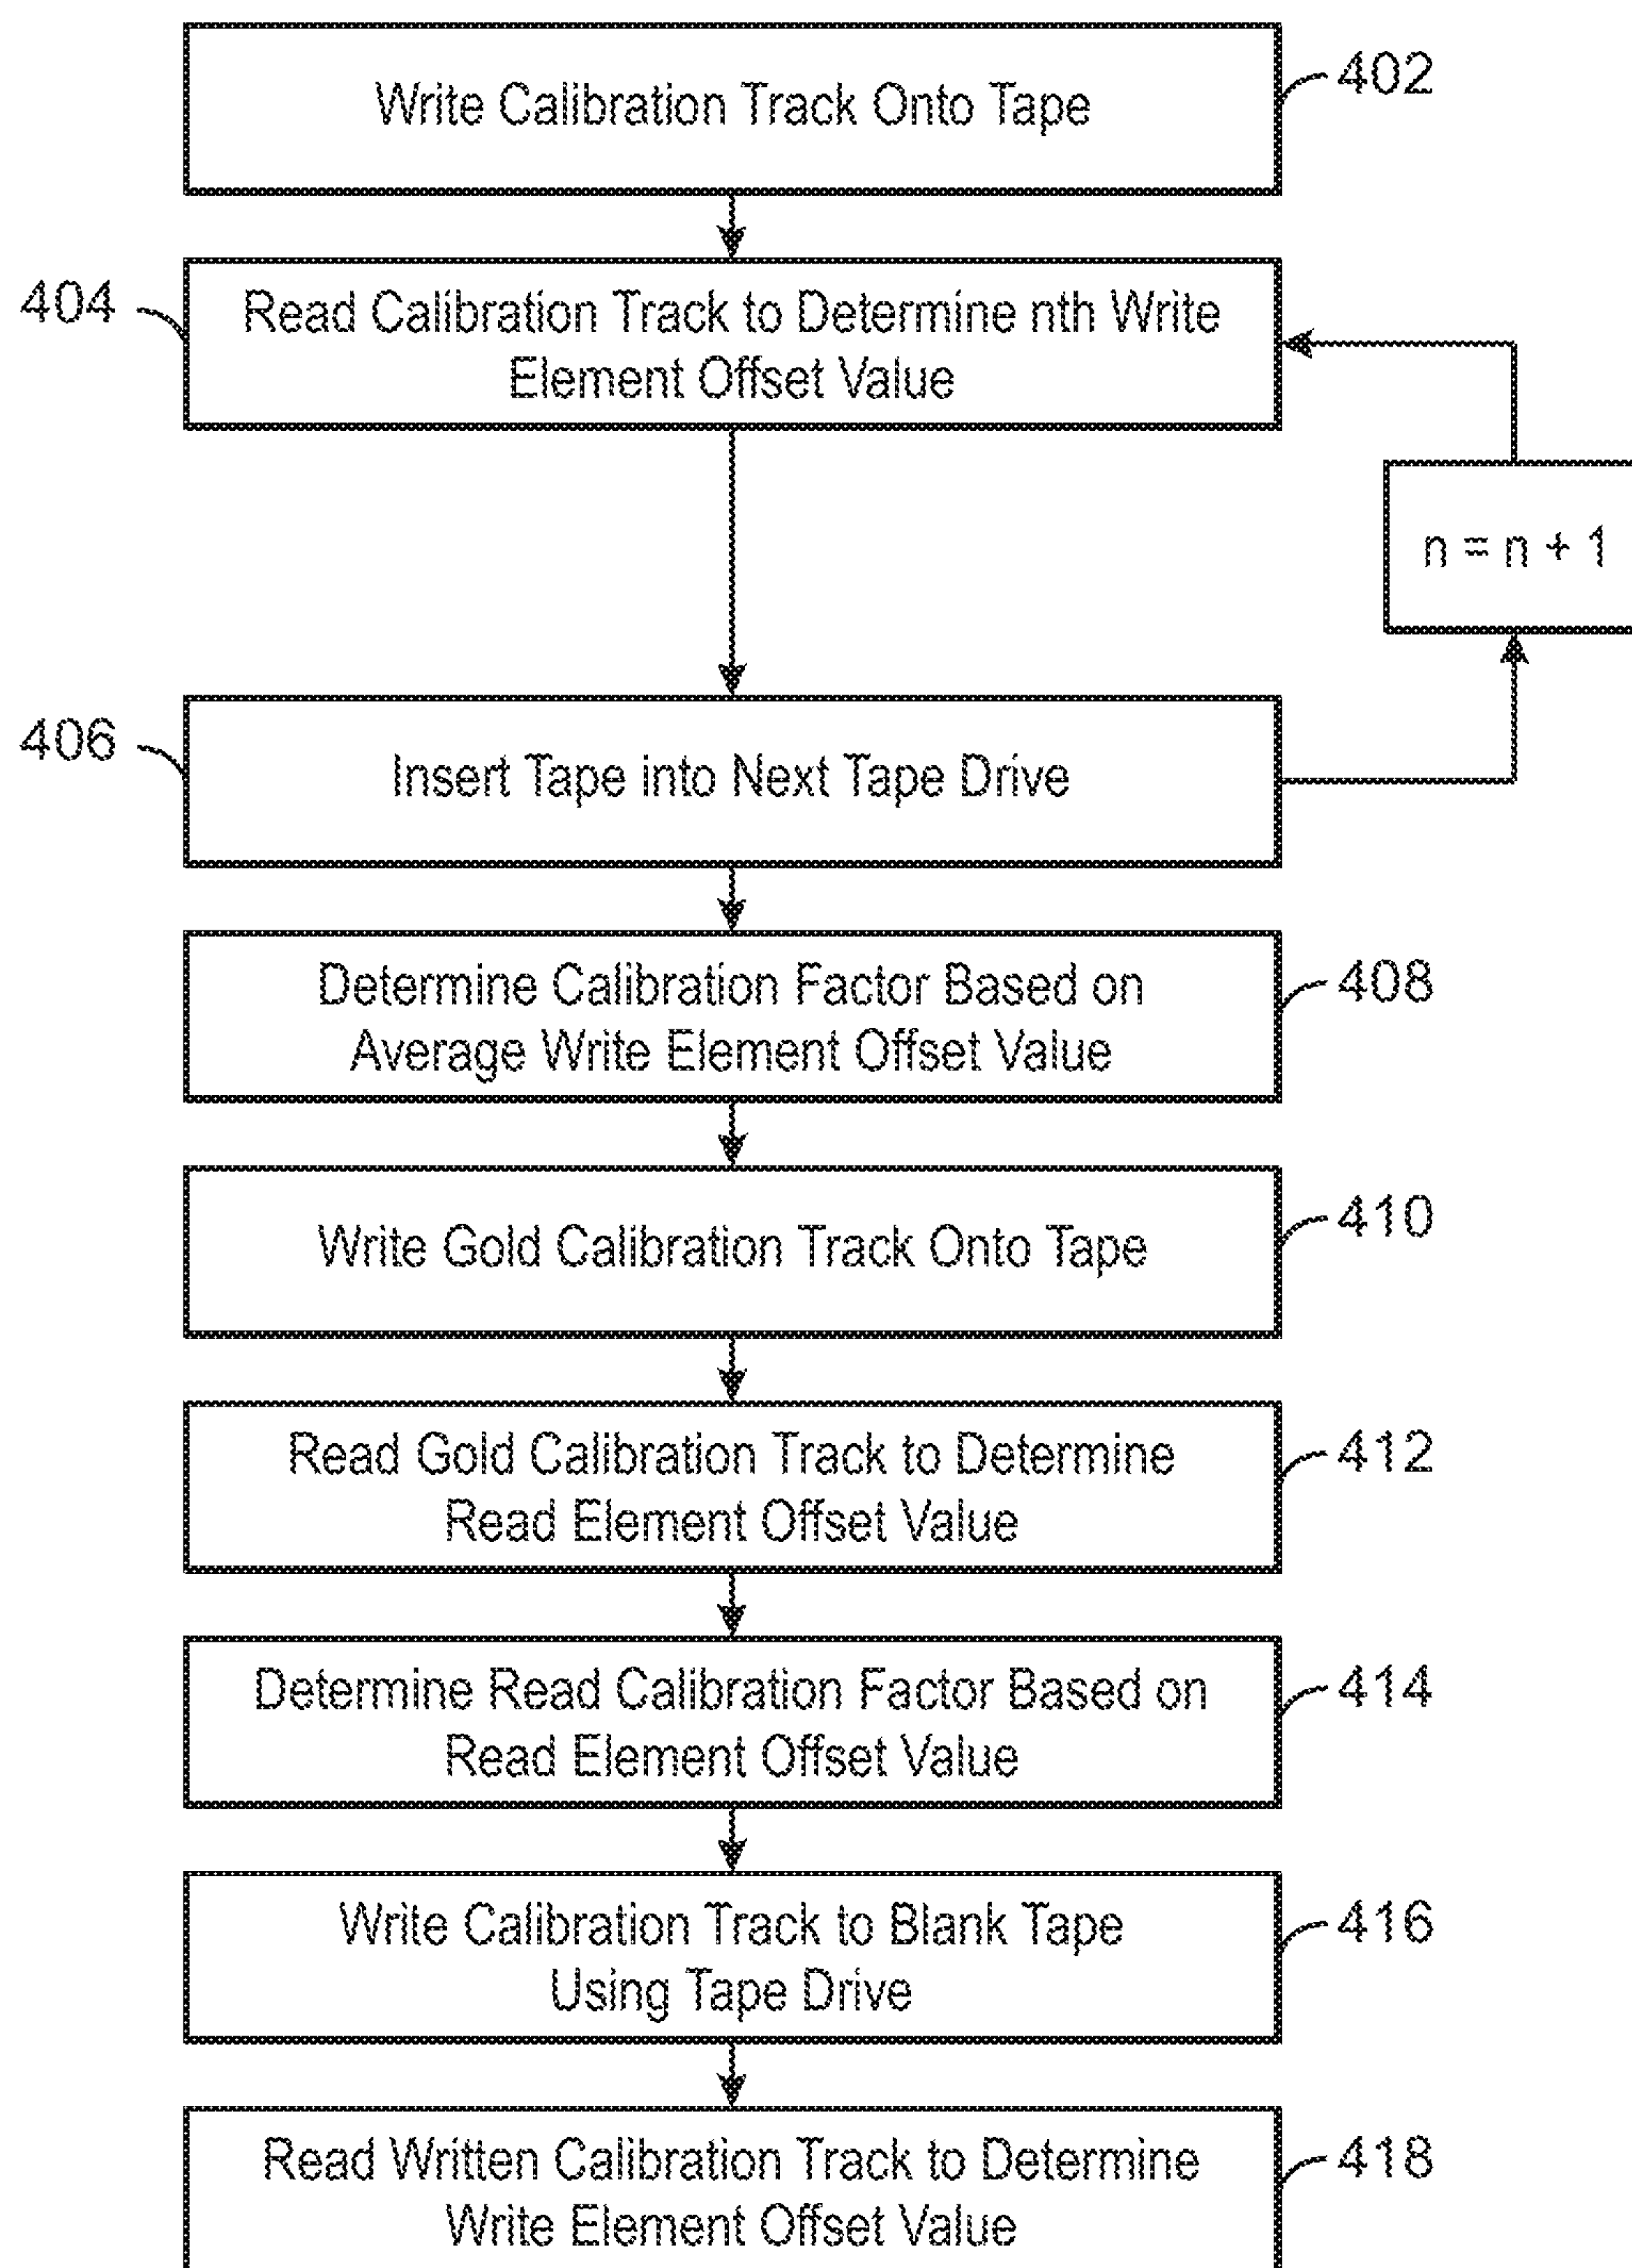 Write Calibration Track Onto Tape
402
404
Read Calibration Track to Determine nth Write
Element Offset Value
n = n + 1
406
Insert Tape into Next Tape Drive
Determine Calibration Factor Based on
Average Write Element Offset Value
408
Write Gold Calibration Track Onto Tape
410
Read Gold Calibration Track to Determine
Read Element Offset Value
412
Determine Read Calibration Factor Based on
Read Element Offset Value
414
Write Calibration Track to Blank Tape
Using Tape Drive
416
Read Written Calibration Track to Determine
Write Element Offset Value
418